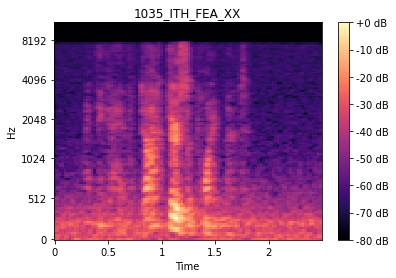 1035_ITH_FEA_XX
+0 dB
8192
-10 dB
4096
-20 dB
-30 dB
2048
-40 dB
Hz
1024
-50 dB
-60 dB
512
-70 dB
0
-80 dB
0 0.5 1 1.5 2
Time